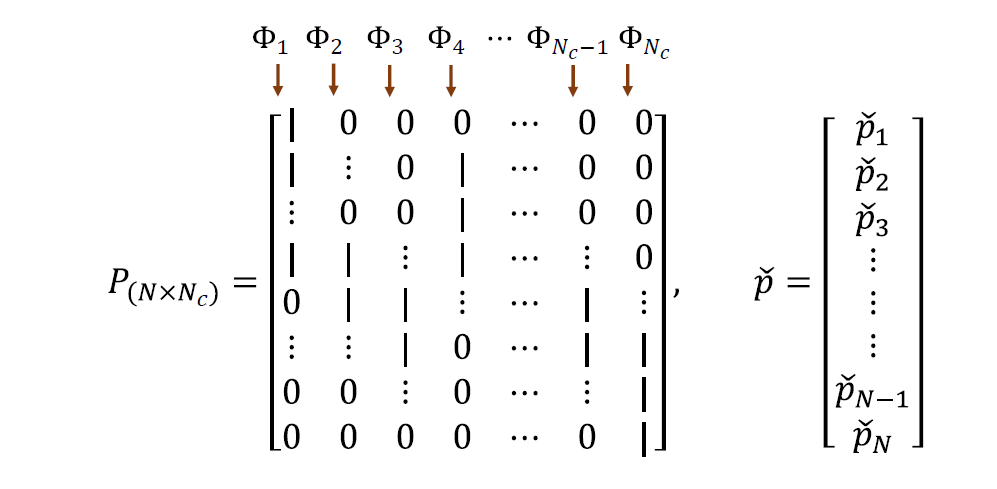 Φ₁ Φ₂ Φ₃ Φ₄ ⋯ Φ_{N_c−1} Φ_{N_c}
| 0 0 0 ⋯ 0 0
| ⋮ 0 | ⋯ 0 0
⋮ 0 0 | ⋯ 0 0
| | ⋮ | ⋯ ⋮ 0
P_{(N×N_c)} = 0 | | ⋮ ⋯ | ⋮ ,
⋮ ⋮ | 0 ⋯ | |
0 0 ⋮ 0 ⋯ ⋮ |
0 0 0 0 ⋯ 0 |
p̌ =
p̌₁
p̌₂
p̌₃
⋮
⋮
⋮
p̌_{N−1}
p̌_N